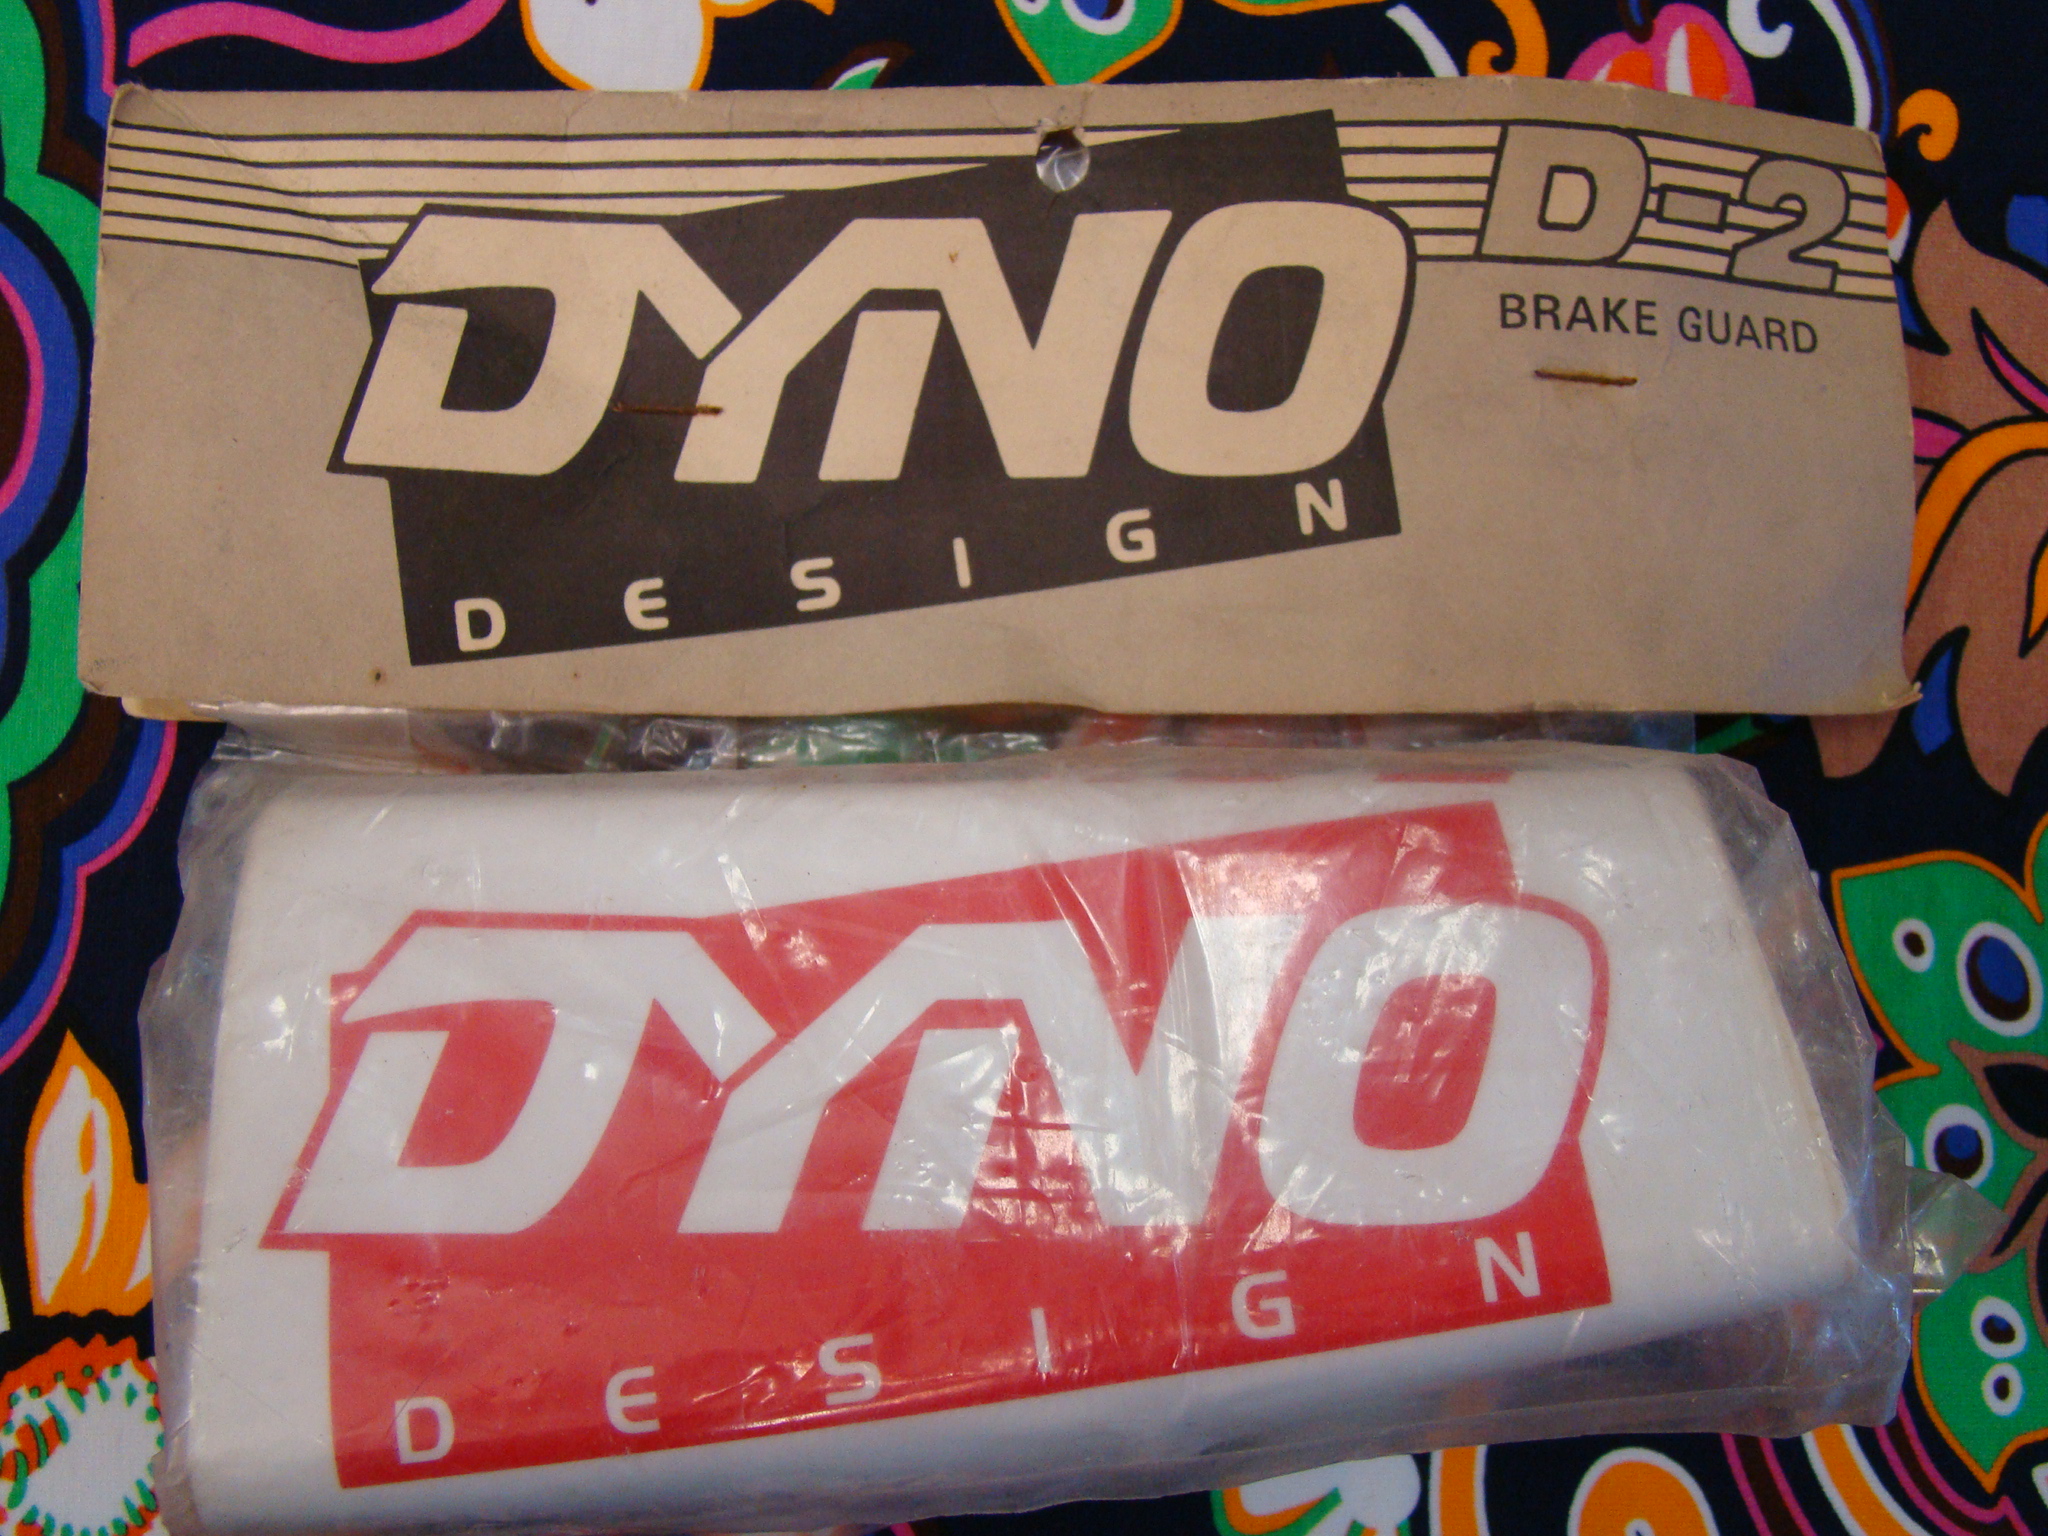 DYNO
DESIGN
D-2
BRAKE GUARD
DYNO
DESIGN